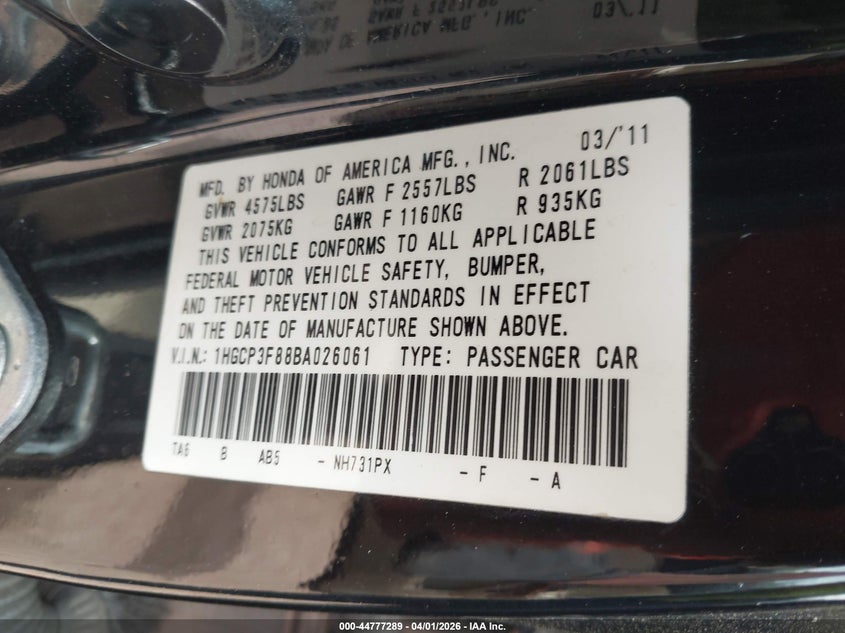 MFD. BY HONDA OF AMERICA MFG., INC. 03/'11
GVWR 4575LBS GAWR F 2557LBS R 2061LBS
GVWR 2075KG GAWR F 1160KG R 935KG
THIS VEHICLE CONFORMS TO ALL APPLICABLE
FEDERAL MOTOR VEHICLE SAFETY, BUMPER,
AND THEFT PREVENTION STANDARDS IN EFFECT
ON THE DATE OF MANUFACTURE SHOWN ABOVE.
V.I.N.: 1HGCP3F88BA026061 TYPE: PASSENGER CAR
TA6 B AB5 - NH731PX - F - A
000-44777289 - 04/01/2026 - IAA Inc.